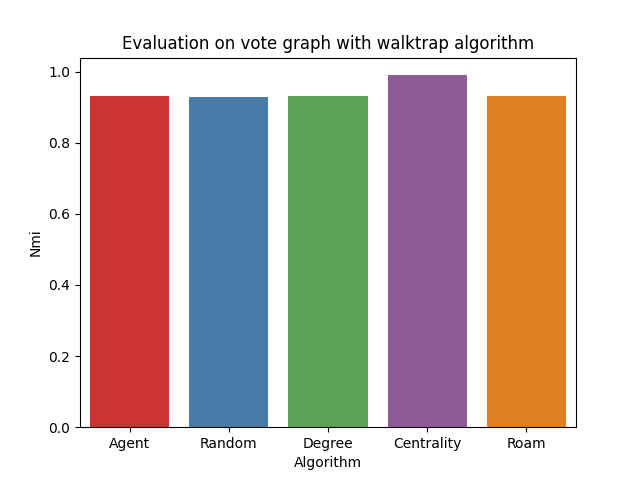 Evaluation on vote graph with walktrap algorithm
1.0
0.8
0.6
0.4
0.2
0.0
Nmi
Agent Random Degree Centrality Roam
Algorithm